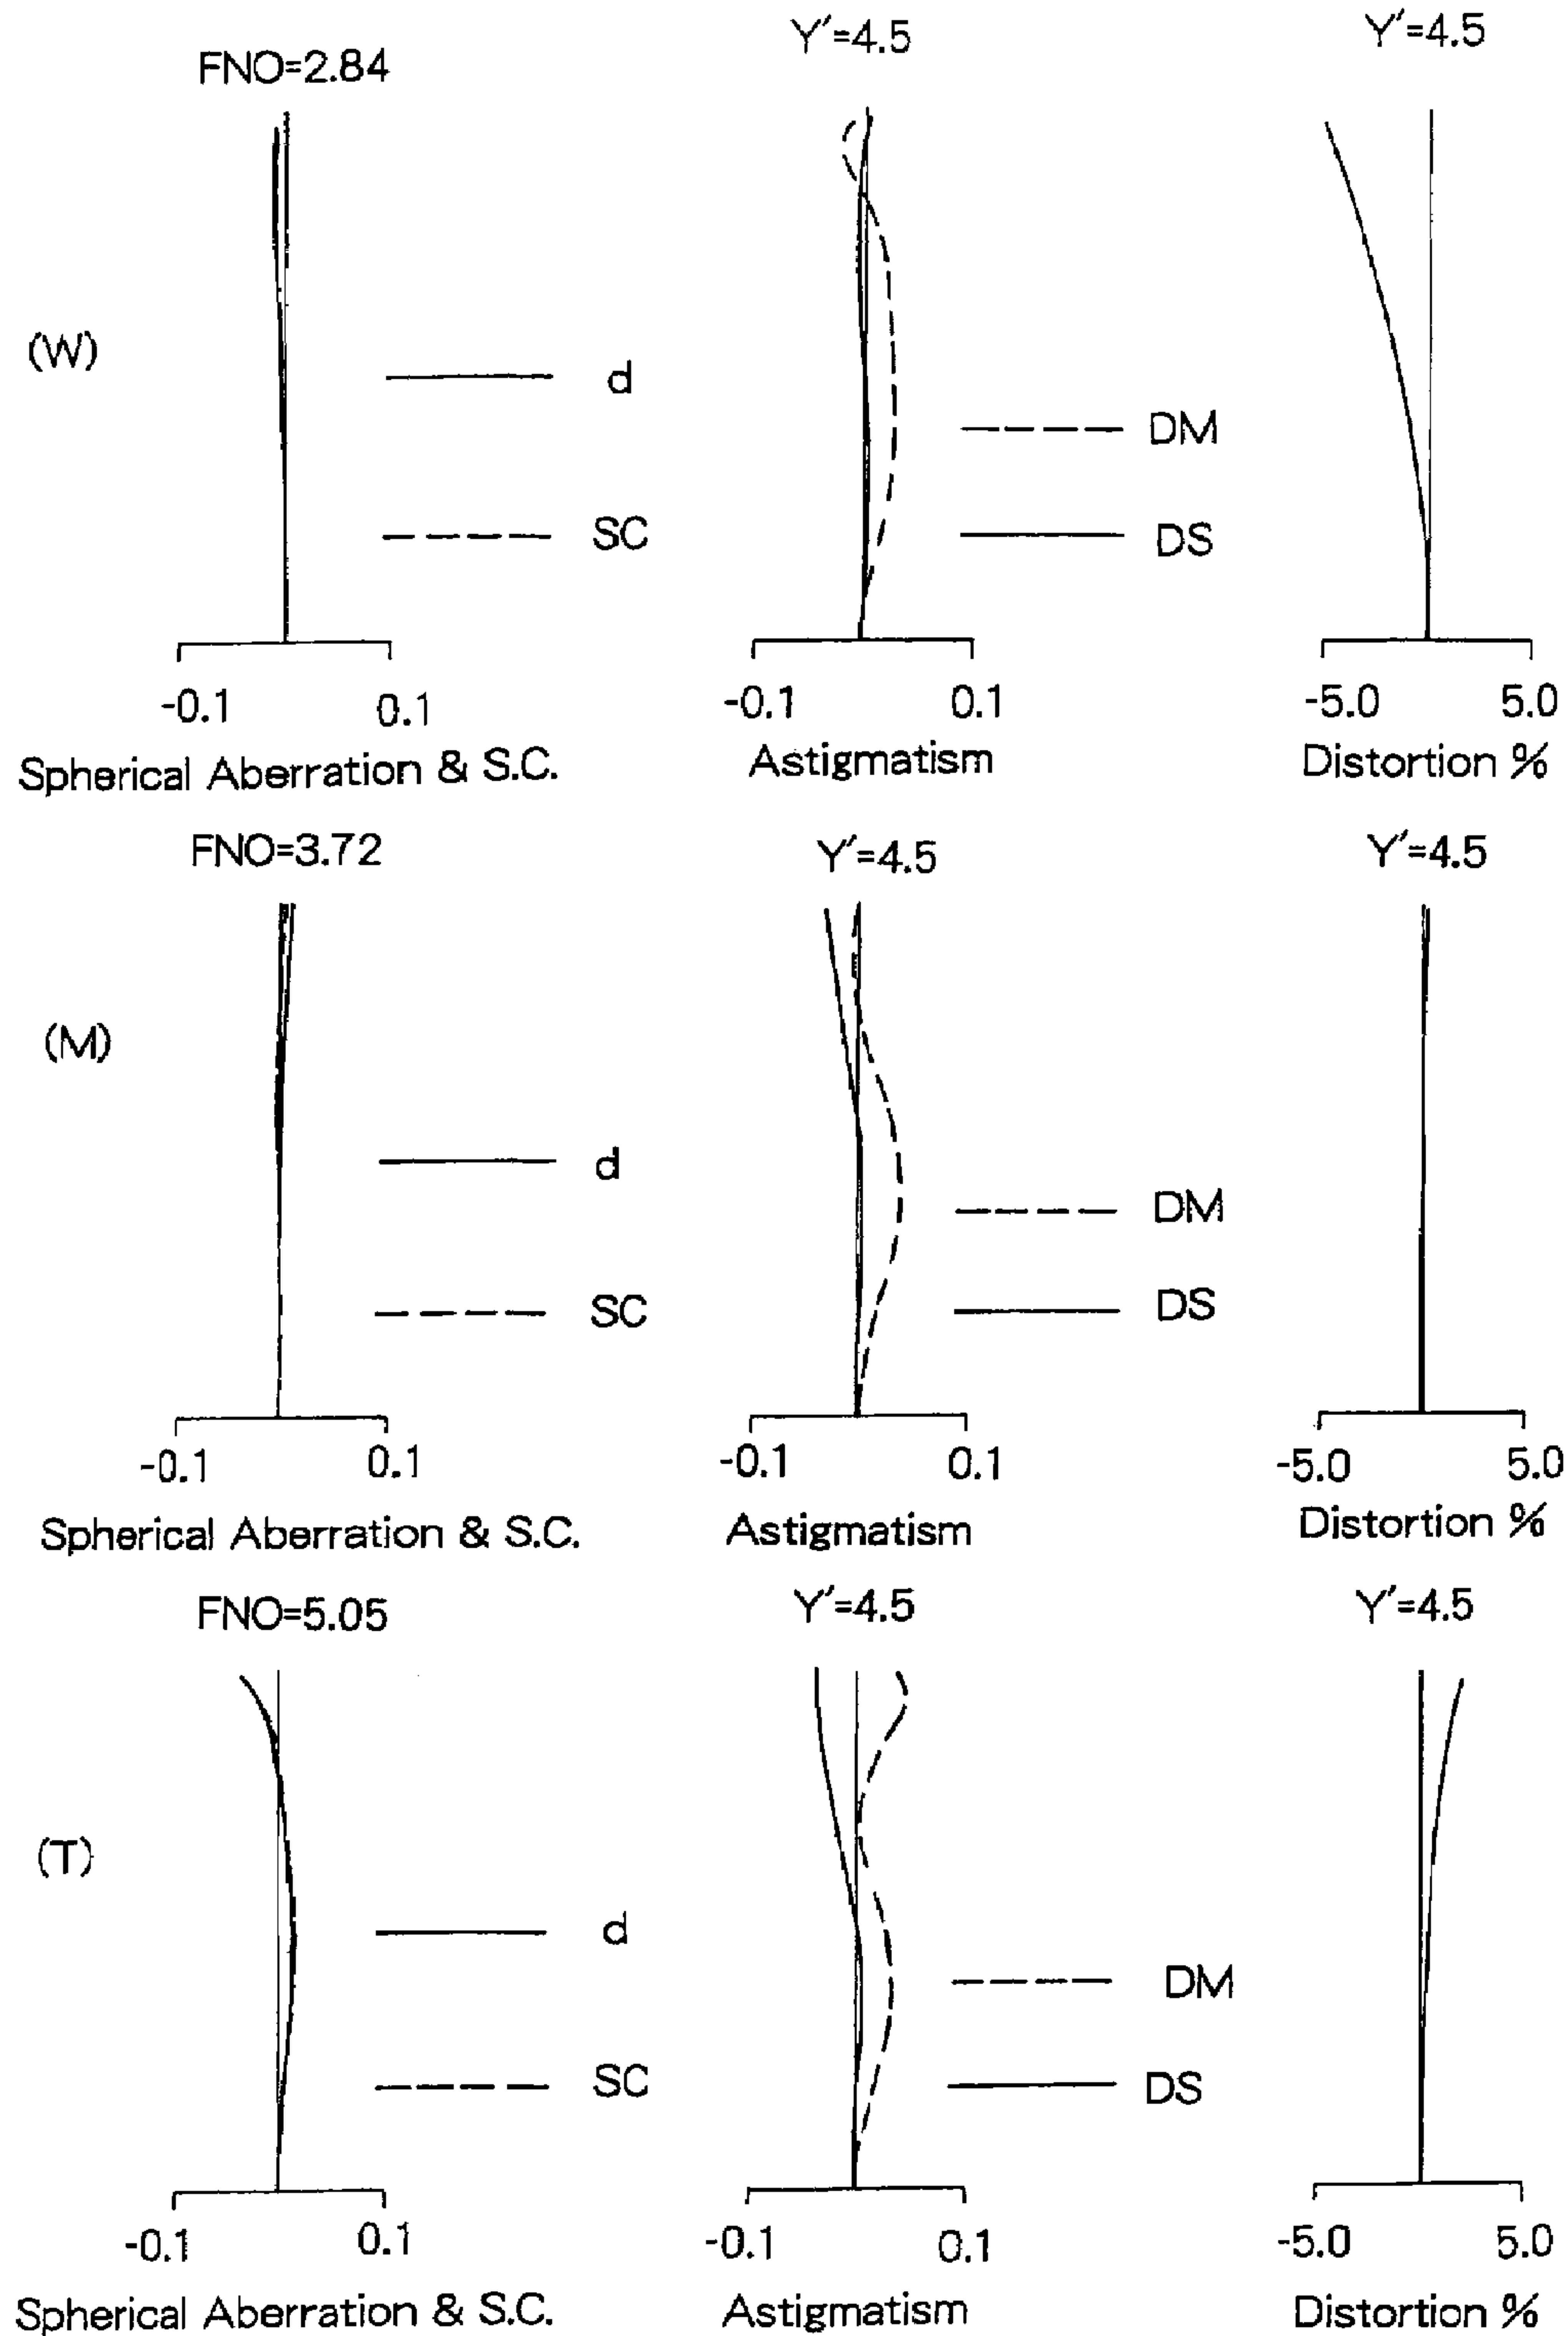 FNO=2.84
Y′=4.5
Y′=4.5
(W)
d
SC
DM
DS
-0.1 0.1
-0.1 0.1
-5.0 5.0
Spherical Aberration & S.C.
Astigmatism
Distortion %
FNO=3.72
Y′=4.5
Y′=4.5
(M)
d
SC
DM
DS
-0.1 0.1
-0.1 0.1
-5.0 5.0
Spherical Aberration & S.C.
Astigmatism
Distortion %
FNO=5.05
Y′=4.5
Y′=4.5
(T)
d
SC
DM
DS
-0.1 0.1
-0.1 0.1
-5.0 5.0
Spherical Aberration & S.C.
Astigmatism
Distortion %